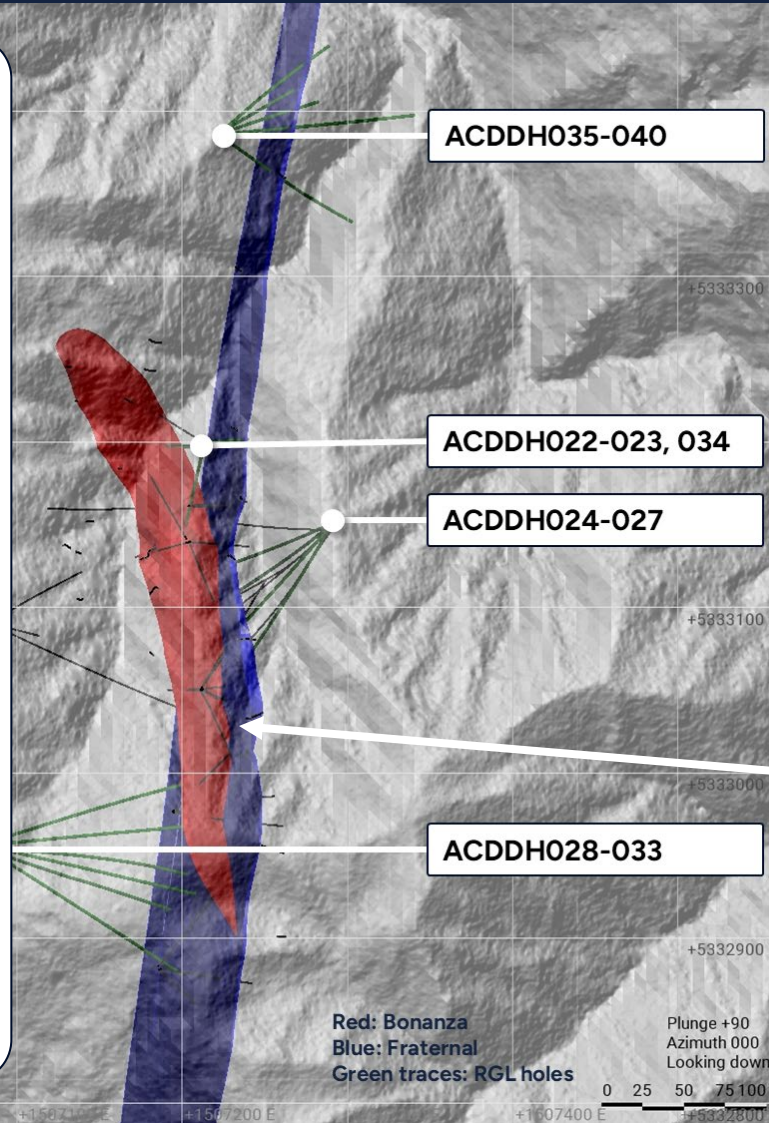 ACDDH035-040
+5333300
ACDDH022-023, 034
ACDDH024-027
+5333100
+5333000
ACDDH028-033
+5332900
Red: Bonanza
Blue: Fraternal
Green traces: RGL holes
Plunge +90
Azimuth 000
Looking down
0 25 50 75 100
+1507100 E
+1507200 E
+1507400 E
+5332800